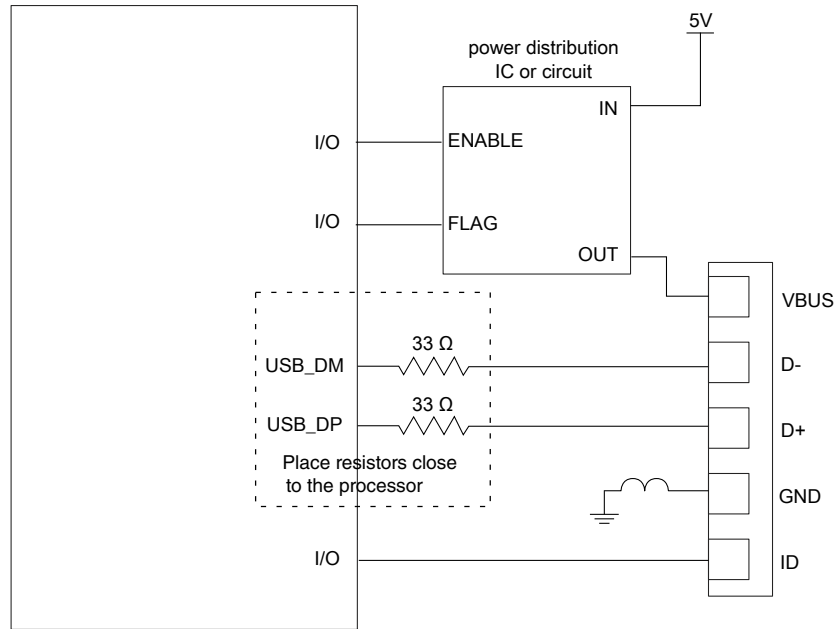 5V
power distribution
IC or circuit
IN
I/O
ENABLE
I/O
FLAG
OUT
VBUS
33 Ω
USB_DM
D-
33 Ω
USB_DP
D+
Place resistors close
to the processor
GND
I/O
ID